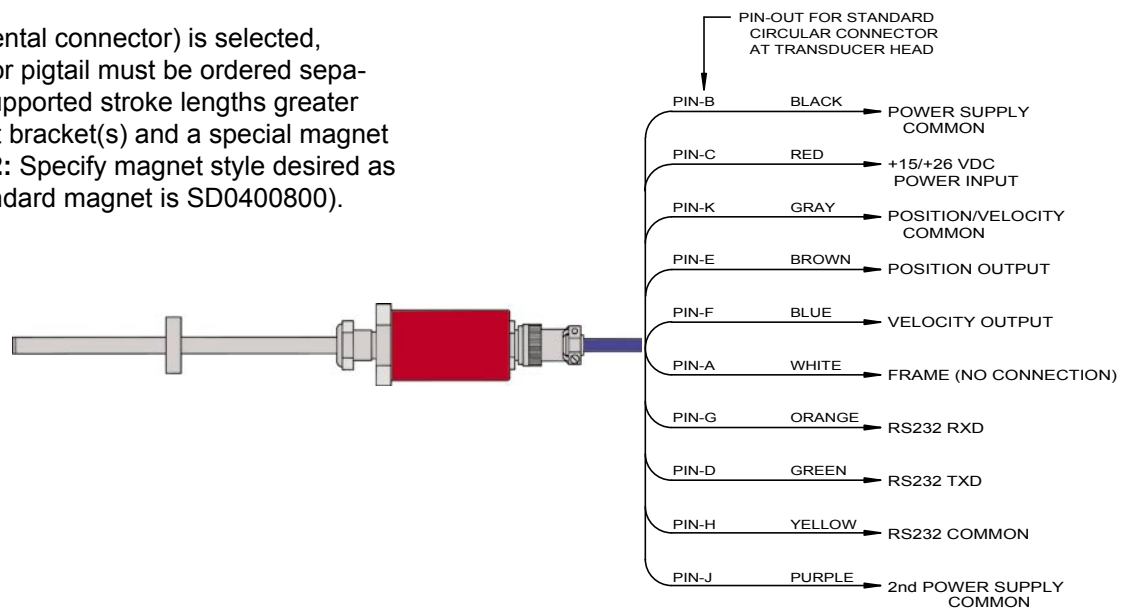 ental connector) is selected,
or pigtail must be ordered sepa-
upported stroke lengths greater
t bracket(s) and a special magnet
2: Specify magnet style desired as
ndard magnet is SD0400800).
PIN-OUT FOR STANDARD
CIRCULAR CONNECTOR
AT TRANSDUCER HEAD
PIN-B BLACK POWER SUPPLY
COMMON
PIN-C RED +15/+26 VDC
POWER INPUT
PIN-K GRAY POSITION/VELOCITY
COMMON
PIN-E BROWN POSITION OUTPUT
PIN-F BLUE VELOCITY OUTPUT
PIN-A WHITE FRAME (NO CONNECTION)
PIN-G ORANGE RS232 RXD
PIN-D GREEN RS232 TXD
PIN-H YELLOW RS232 COMMON
PIN-J PURPLE 2nd POWER SUPPLY
COMMON